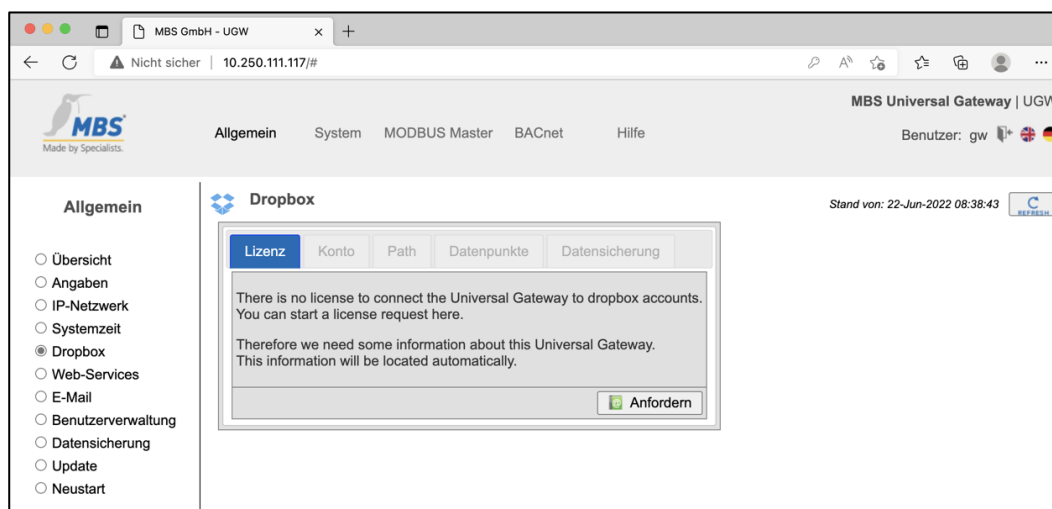 MBS GmbH - UGW
Nicht sicher | 10.250.111.117/#
MBS
Made by Specialists.
Allgemein System MODBUS Master BACnet Hilfe
MBS Universal Gateway | UGW
Benutzer: gw
Allgemein
Übersicht
Angaben
IP-Netzwerk
Systemzeit
Dropbox
Web-Services
E-Mail
Benutzerverwaltung
Datensicherung
Update
Neustart
Dropbox
Stand von: 22-Jun-2022 08:38:43
REFRESH
Lizenz Konto Path Datenpunkte Datensicherung
There is no license to connect the Universal Gateway to dropbox accounts.
You can start a license request here.
Therefore we need some information about this Universal Gateway.
This information will be located automatically.
Anfordern